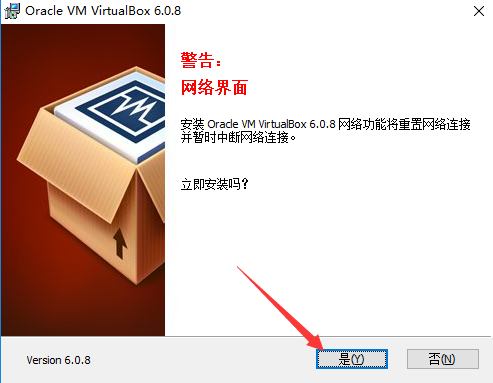 Oracle VM VirtualBox 6.0.8
警告：
网络界面
安装 Oracle VM VirtualBox 6.0.8 网络功能将重置网络连接
并暂时中断网络连接。
立即安装吗？
Version 6.0.8
是(Y)
否(N)